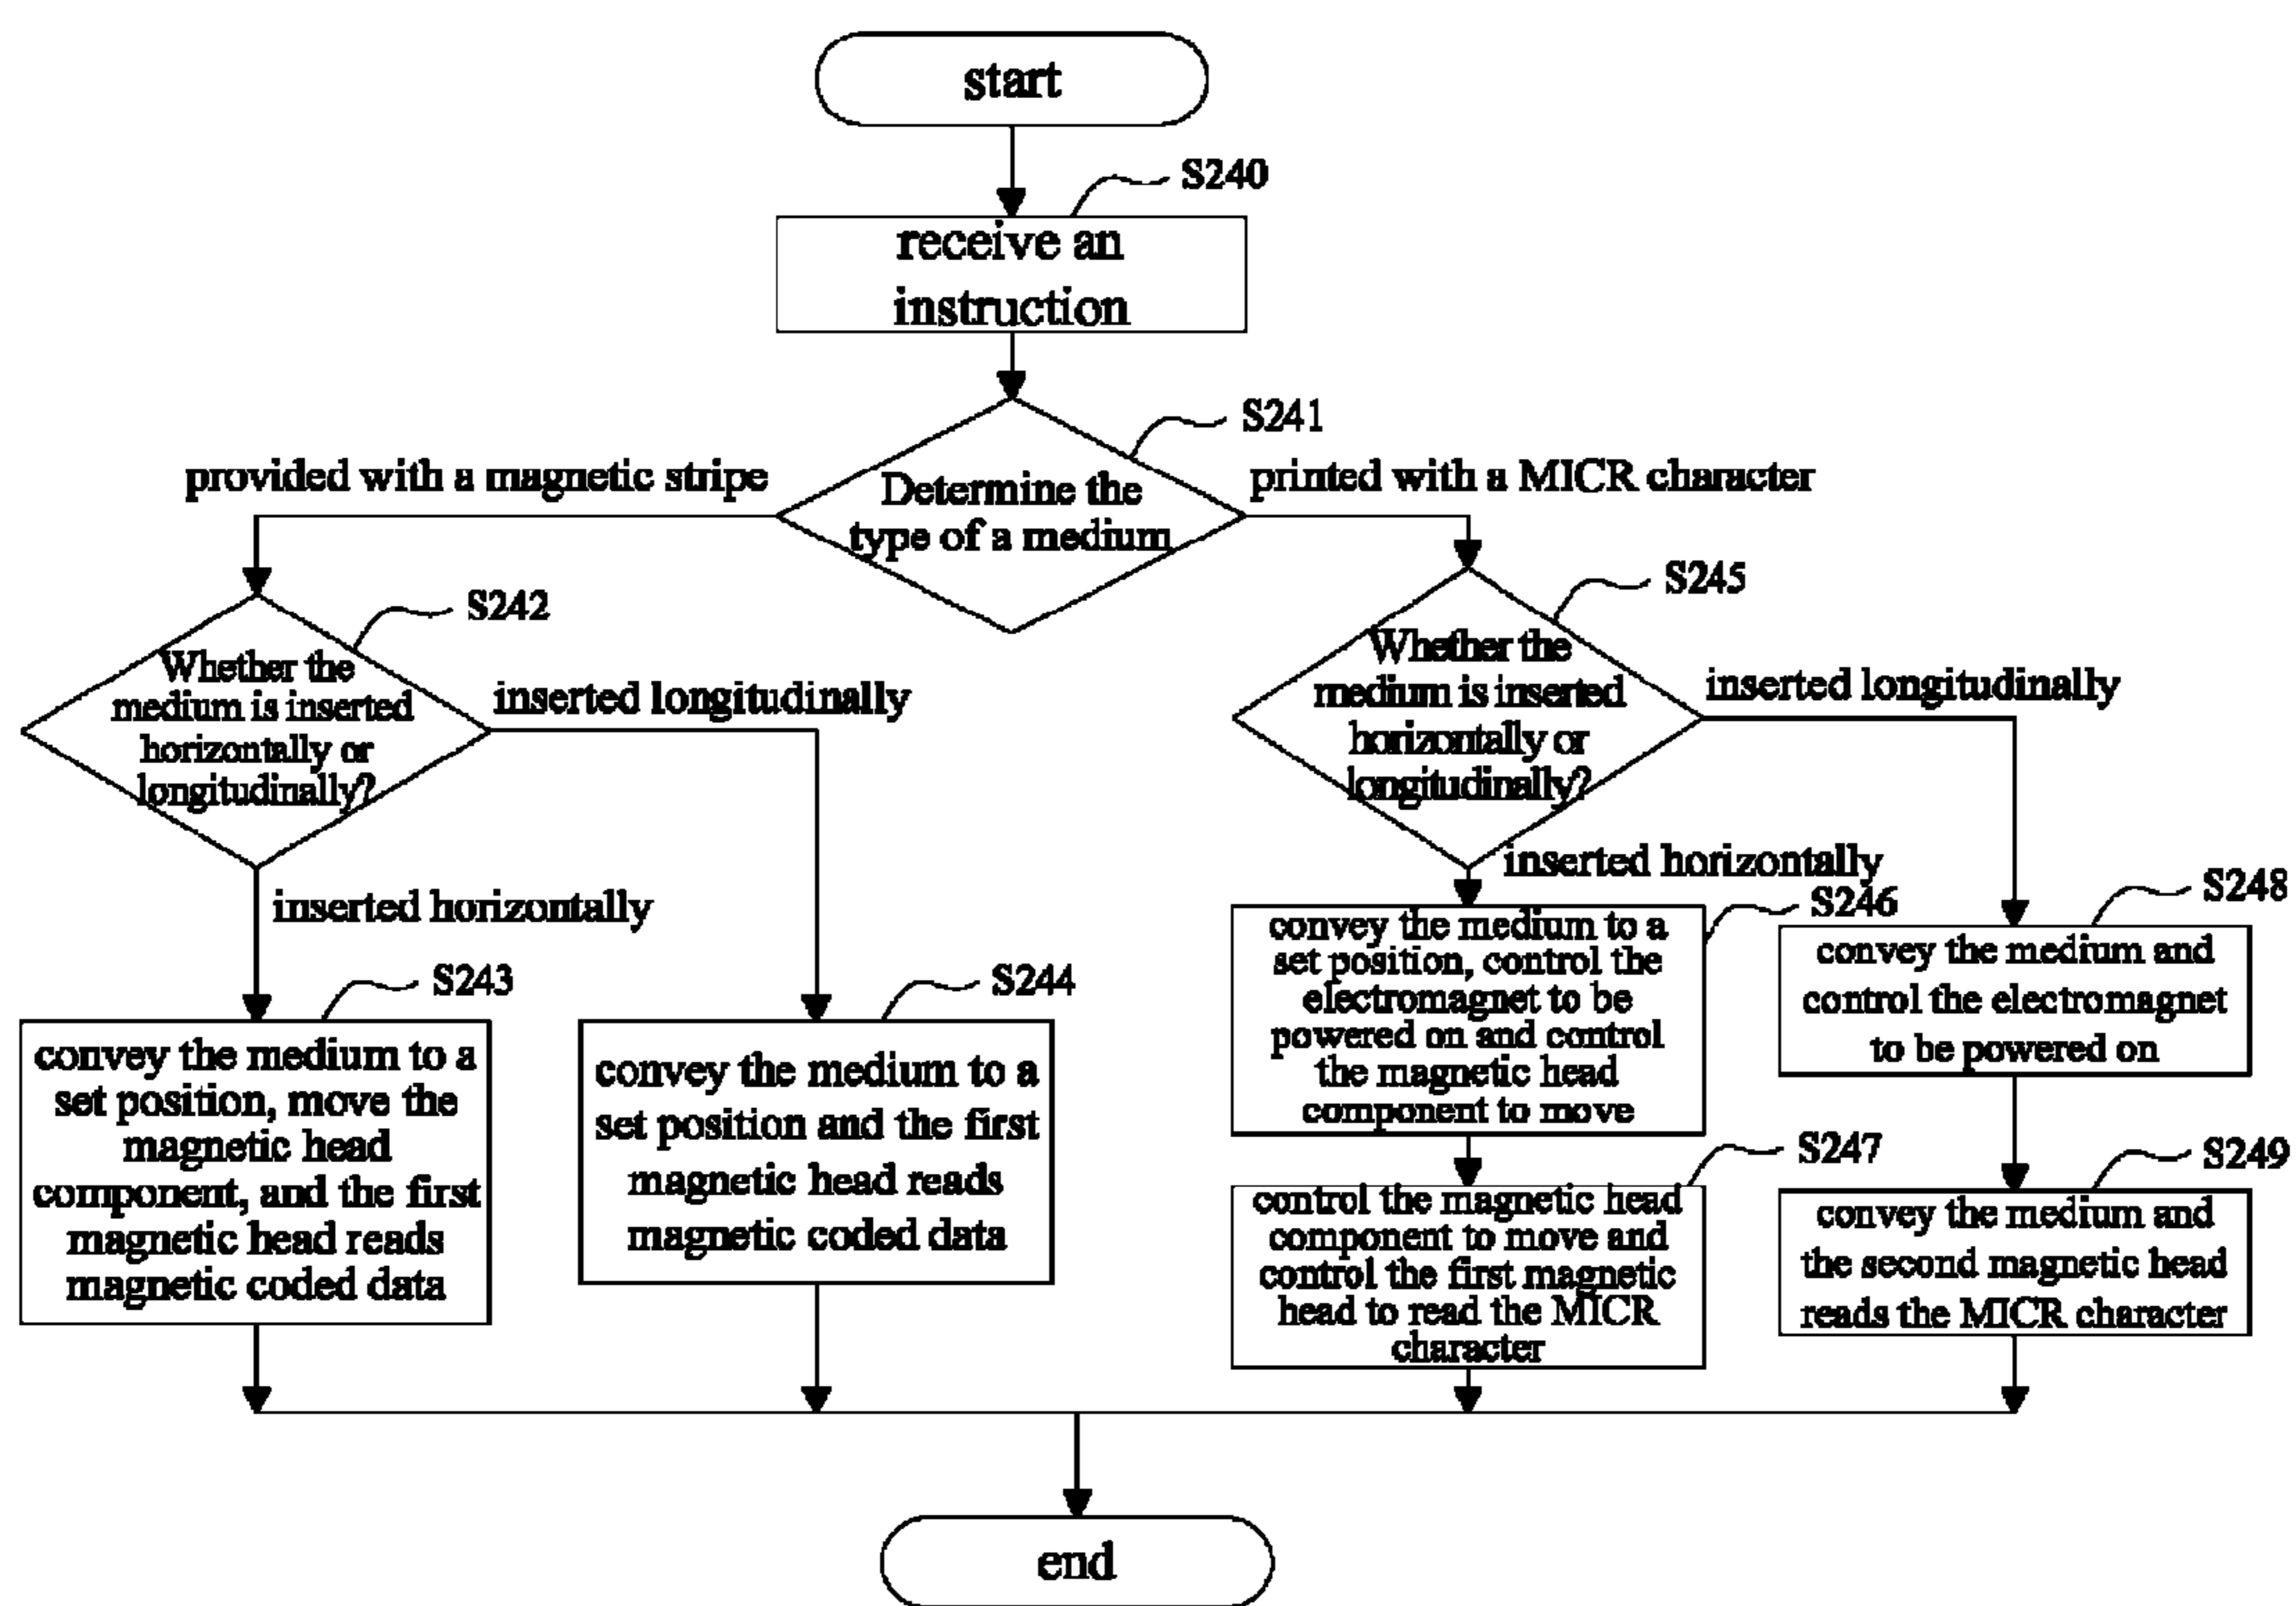 start
S240
receive an
instruction
S241
provided with a magnetic stripe
Determine the
type of a medium
printed with a MICR character
S242
Whether the
medium is inserted
horizontally or
longitudinally?
inserted longitudinally
inserted horizontally
S245
Whether the
medium is inserted
horizontally or
longitudinally?
inserted longitudinally
inserted horizontally
S243
convey the medium to a
set position, move the
magnetic head
component, and the first
magnetic head reads
magnetic coded data
S244
convey the medium to a
set position and the first
magnetic head reads
magnetic coded data
S246
convey the medium to a
set position, control the
electromagnet to be
powered on and control
the magnetic head
component to move
S247
control the magnetic head
component to move and
control the first magnetic
head to read the MICR
character
S248
convey the medium and
control the electromagnet
to be powered on
S249
convey the medium and
the second magnetic head
reads the MICR character
end